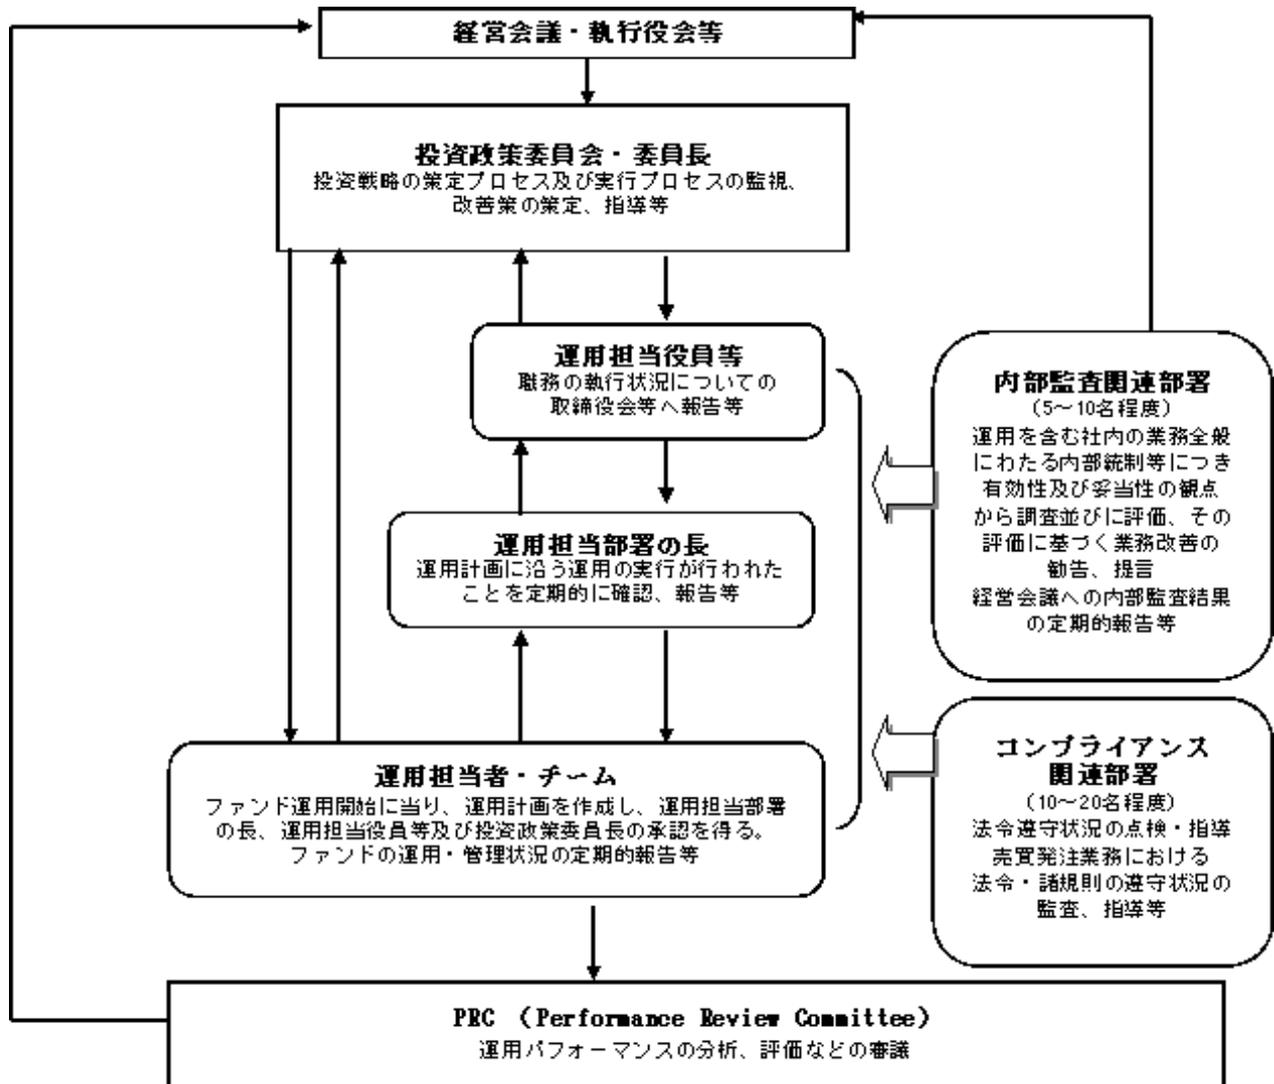 経営会議・執行役会等
投資政策委員会・委員長
投資戦略の策定プロセス及び実行プロセスの監視、
改善策の策定、指導等
運用担当役員等
職務の執行状況についての
取締役会等へ報告等
運用担当部署の長
運用計画に沿う運用の実行が行われた
ことを定期的に確認、報告等
運用担当者・チーム
ファンド運用開始に当り、運用計画を作成し、運用担当部署
の長、運用担当役員等及び投資政策委員長の承認を得る。
ファンドの運用・管理状況の定期的報告等
内部監査関連部署
(5～10名程度)
運用を含む社内の業務全般
にわたる内部統制等につき
有効性及び妥当性の観点
から調査並びに評価、その
評価に基づく業務改善の
勧告、提言
経営会議への内部監査結果
の定期的報告等
コンプライアンス
関連部署
(10～20名程度)
法令遵守状況の点検・指導
売買発注業務における
法令・諸規則の遵守状況の
監査、指導等
PRC （Performance Review Committee）
運用パフォーマンスの分析、評価などの審議